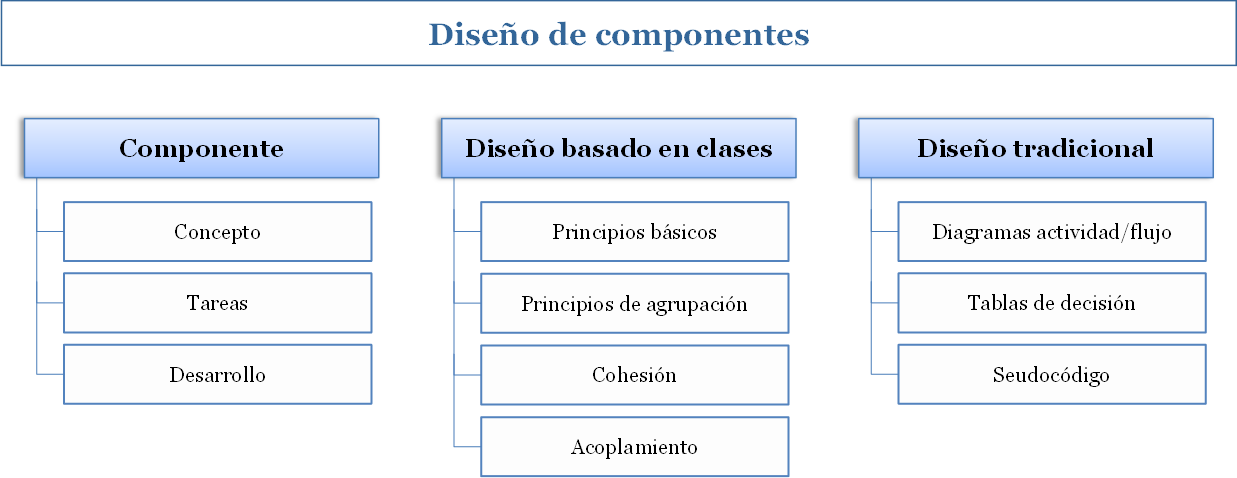 Diseño de componentes
Componente
Concepto
Tareas
Desarrollo
Diseño basado en clases
Principios básicos
Principios de agrupación
Cohesión
Acoplamiento
Diseño tradicional
Diagramas actividad/flujo
Tablas de decisión
Seudocódigo